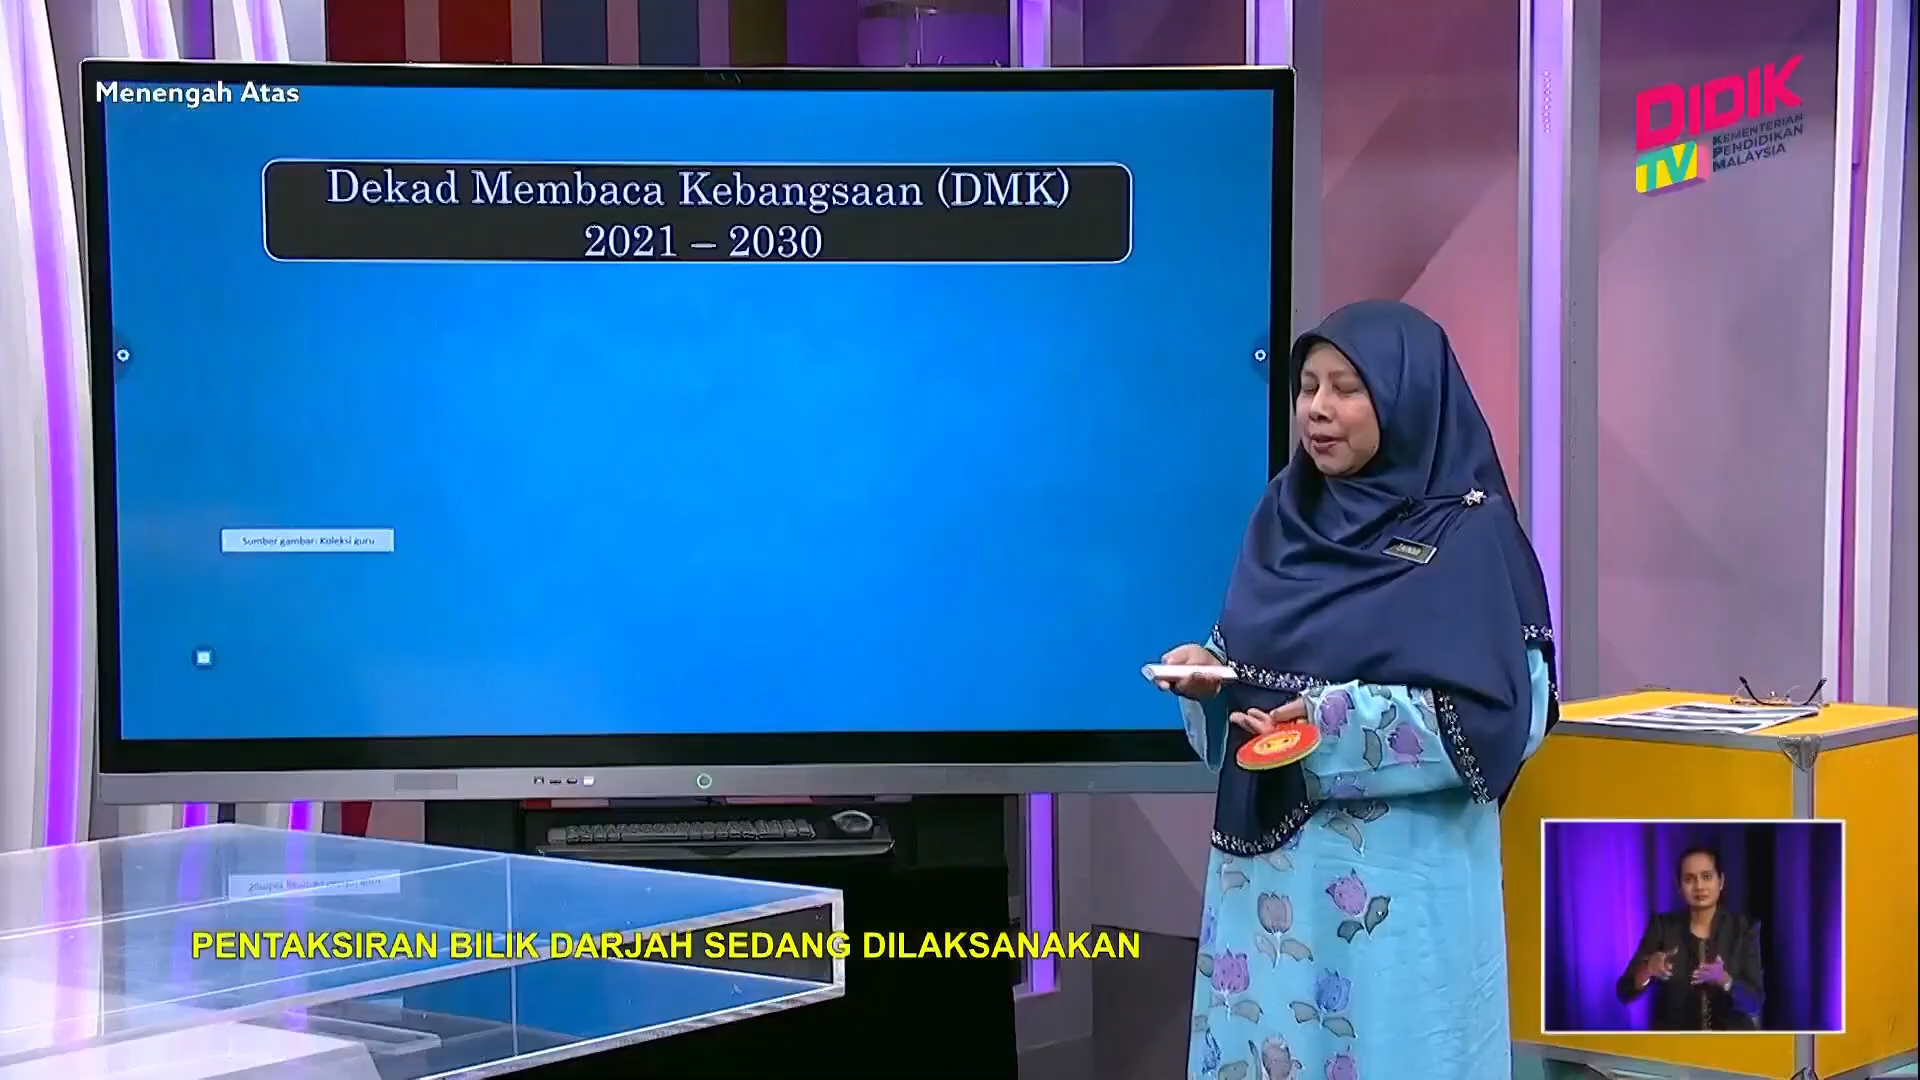 Menengah Atas
DIDIK
TV
KEMENTERIAN
PENDIDIKAN
MALAYSIA
Dekad Membaca Kebangsaan (DMK)
2021 – 2030
Sumber gambar: Koleksi guru
PENTAKSIRAN BILIK DARJAH SEDANG DILAKSANAKAN